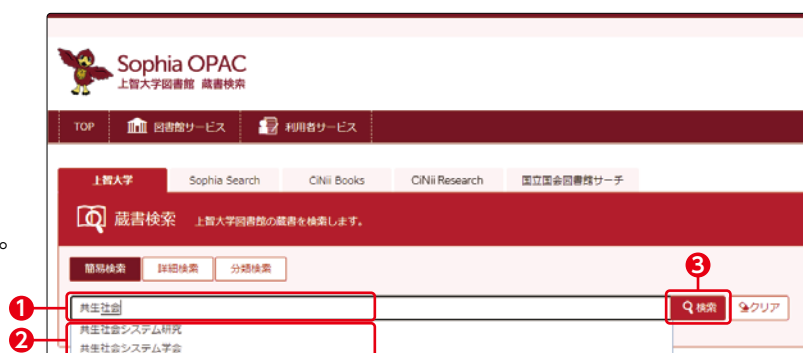 Sophia OPAC
上智大学図書館 蔵書検索
TOP 図書館サービス 利用者サービス
上智大学 Sophia Search CiNii Books CiNii Research 国立国会図書館サーチ
蔵書検索 上智大学図書館の蔵書を検索します。
。
簡易検索 詳細検索 分類検索
❸
❶ 共生社会 検索 クリア
❷ 共生社会システム研究
共生社会システム学会